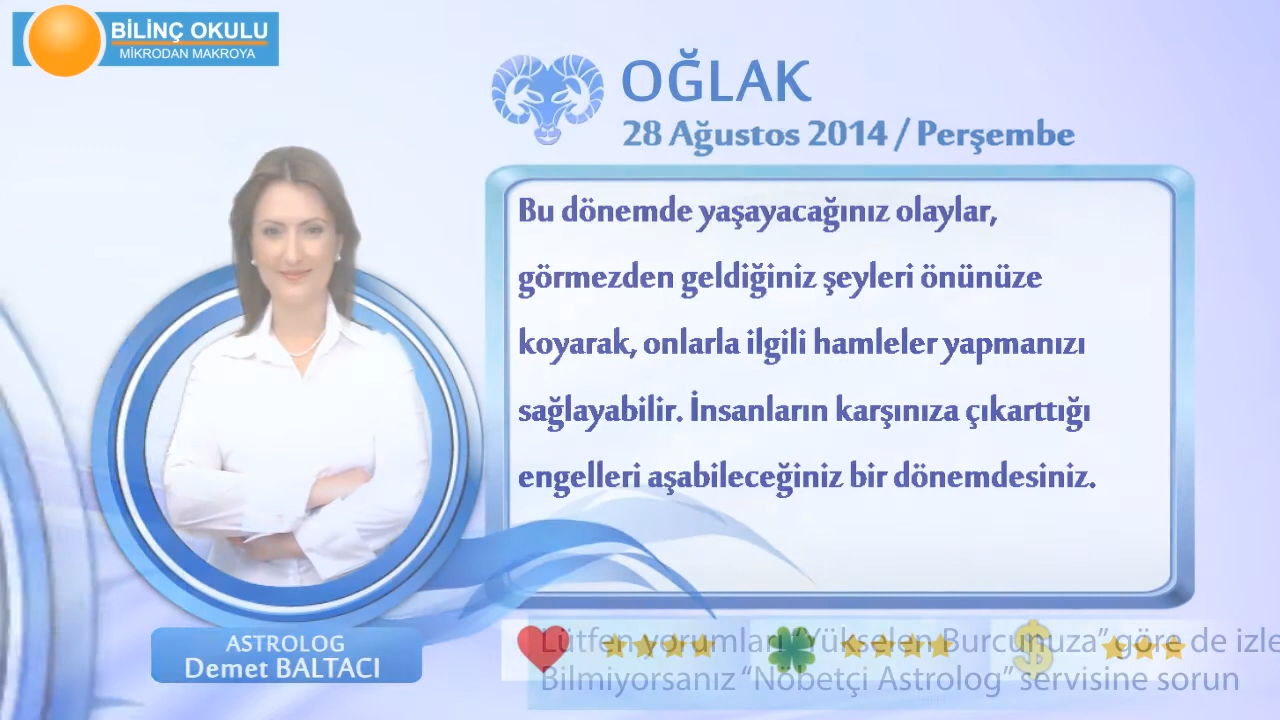 BİLİNÇ OKULU
MİKRODAN MAKROYA
OĞLAK
28 Ağustos 2014 / Perşembe
Bu dönemde yaşayacağınız olaylar,
görmezden geldiğiniz şeyleri önünüze
koyarak, onlarla ilgili hamleler yapmanızı
sağlayabilir. İnsanların karşınıza çıkarttığı
engelleri aşabileceğiniz bir dönemdesiniz.
ASTROLOG
Demet BALTACI
Lütfen yorumları "Yükselen Burcunuza" göre de izle
Bilmiyorsanız "Nöbetçi Astrolog" servisine sorun